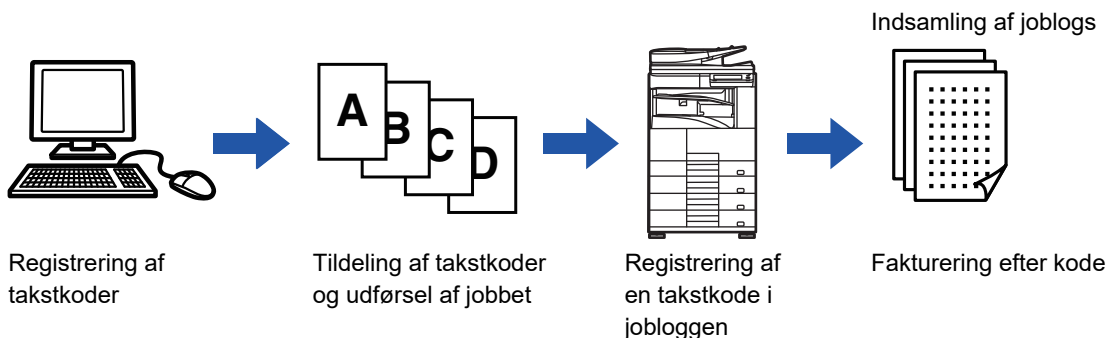 Indsamling af joblogs
A
B
C
D
Registrering af
takstkoder
Tildeling af takstkoder
og udførsel af jobbet
Registrering af
en takstkode i
jobloggen
Fakturering efter kode